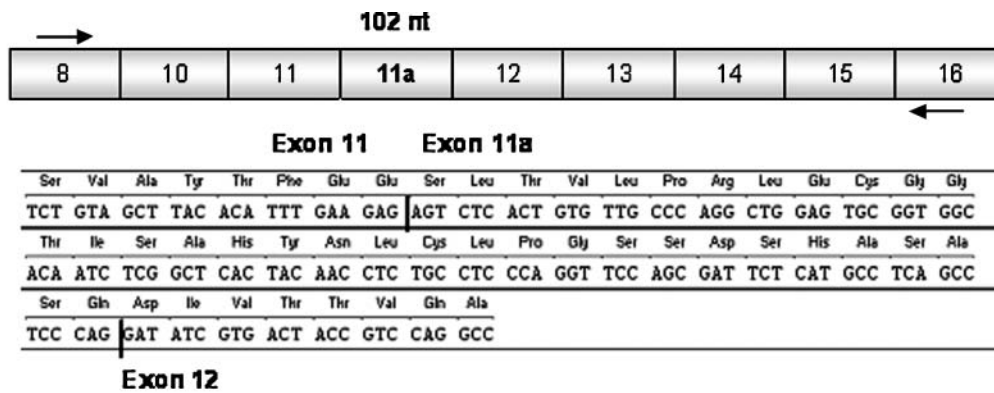 102 nt
8 10 11 11a 12 13 14 15 16
Exon 11 Exon 11a
Ser Val Ala Tyr Thr Phe Glu Glu Ser Leu Thr Val Leu Pro Arg Leu Glu Cys Gly Gly
TCT GTA GCT TAC ACA TTT GAA GAG AGT CTC ACT GTG TTG CCC AGG CTG GAG TGC GGT GGC
Thr Ile Ser Ala His Tyr Asn Leu Cys Leu Pro Gly Ser Ser Asp Ser His Ala Ser Ala
ACA ATC TCG GCT CAC TAC AAC CTC TGC CTC CCA GGT TCC AGC GAT TCT CAT GCC TCA GCC
Ser Gln Asp Ile Val Thr Thr Val Gln Ala
TCC CAG GAT ATC GTG ACT ACC GTC CAG GCC
Exon 12